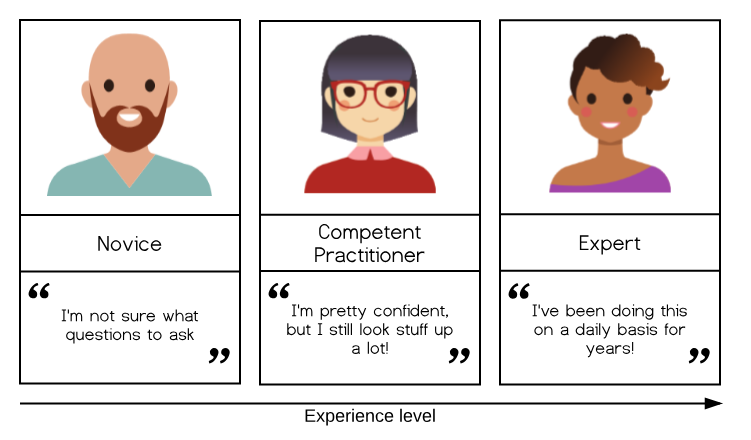 Novice
“
I'm not sure what
questions to ask
”
Competent
Practitioner
“
I'm pretty confident,
but I still look stuff up
a lot!
”
Expert
“
I've been doing this
on a daily basis for
years!
”
Experience level